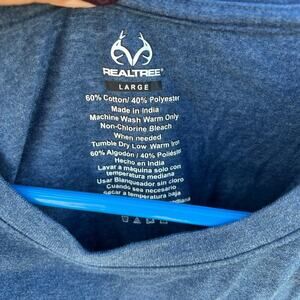 REALTREE®
LARGE
60% Cotton/ 40% Polyester
Made in India
Machine Wash Warm Only
Non-Chlorine Bleach
When needed
Tumble Dry Low Warm Iron
60% Algodon / 40% Poliéster
Hecho en India
Lavar a máquina solo con
temperatura mediana
Usar Blanqueador sin cloro
Cuando sea necesario
Secar a temperatura baja